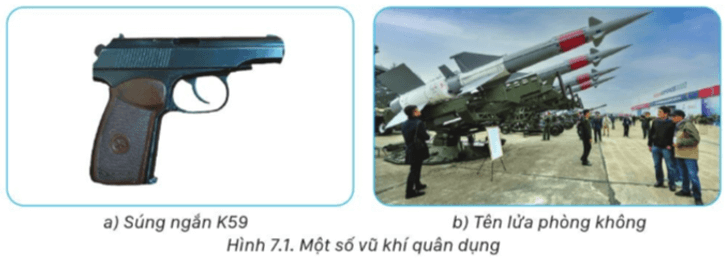 a) Súng ngắn K59
b) Tên lửa phòng không
Hình 7.1. Một số vũ khí quân dụng